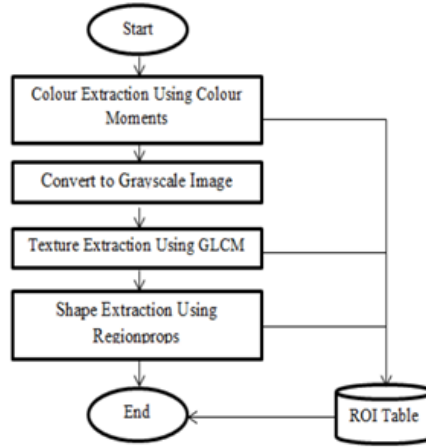 Start
Colour Extraction Using Colour
Moments
Convert to Grayscale Image
Texture Extraction Using GLCM
Shape Extraction Using
Regionprops
End
ROI Table